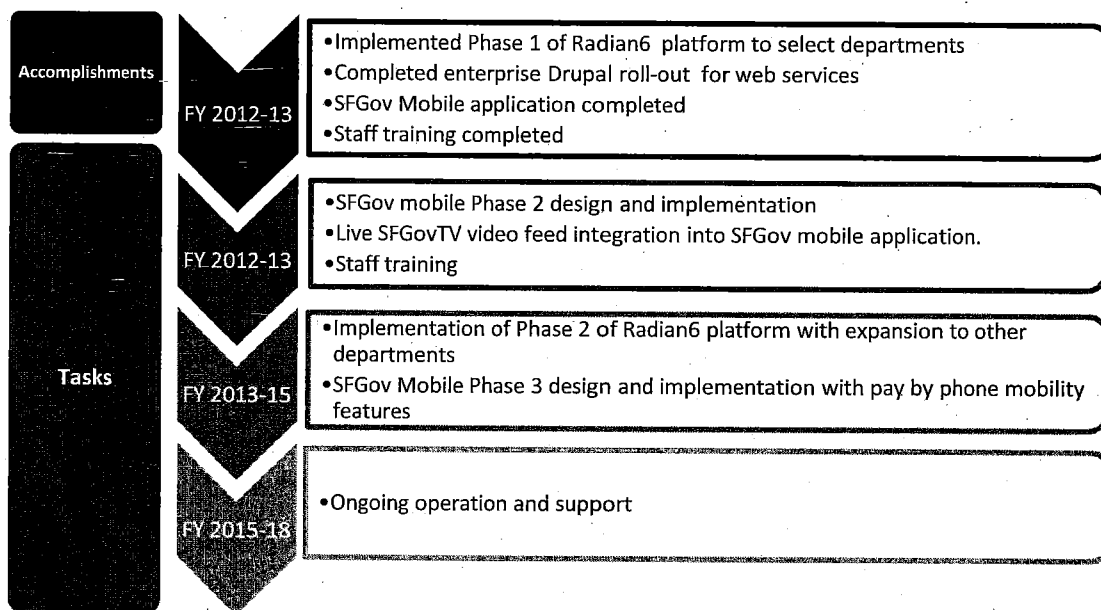 Accomplishments
FY 2012-13
•Implemented Phase 1 of Radian6 platform to select departments
•Completed enterprise Drupal roll-out for web services
•SFGov Mobile application completed
•Staff training completed
Tasks
FY 2012-13
•SFGov mobile Phase 2 design and implementation
•Live SFGovTV video feed integration into SFGov mobile application.
•Staff training
FY 2013-15
•Implementation of Phase 2 of Radian6 platform with expansion to other
departments
•SFGov Mobile Phase 3 design and implementation with pay by phone mobility
features
FY 2015-18
•Ongoing operation and support